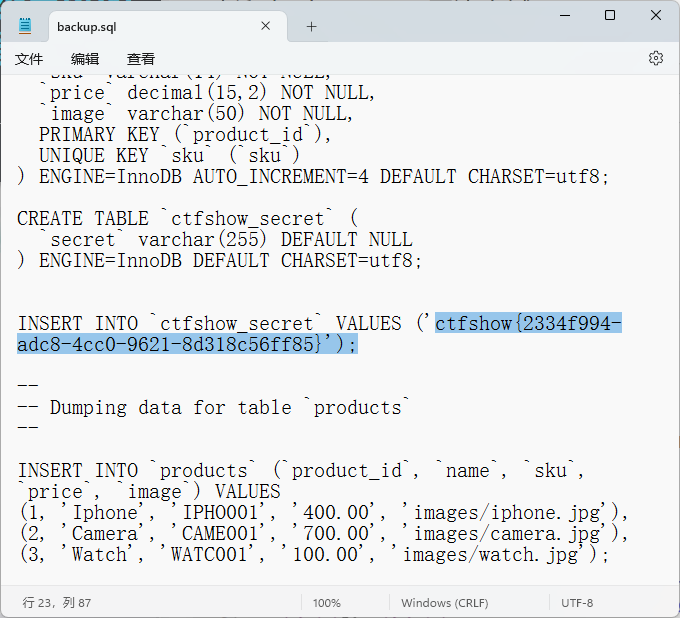 backup.sql
文件 编辑 查看
`sku` varchar(14) NOT NULL,
`price` decimal(15,2) NOT NULL,
`image` varchar(50) NOT NULL,
PRIMARY KEY (`product_id`),
UNIQUE KEY `sku` (`sku`)
) ENGINE=InnoDB AUTO_INCREMENT=4 DEFAULT CHARSET=utf8;
CREATE TABLE `ctfshow_secret` (
`secret` varchar(255) DEFAULT NULL
) ENGINE=InnoDB DEFAULT CHARSET=utf8;
INSERT INTO `ctfshow_secret` VALUES ('ctfshow{2334f994-
adc8-4cc0-9621-8d318c56ff85}');
--
-- Dumping data for table `products`
--
INSERT INTO `products` (`product_id`, `name`, `sku`,
`price`, `image`) VALUES
(1, 'Iphone', 'IPHO001', '400.00', 'images/iphone.jpg'),
(2, 'Camera', 'CAME001', '700.00', 'images/camera.jpg'),
(3, 'Watch', 'WATC001', '100.00', 'images/watch.jpg');
行 23，列 87 100% Windows (CRLF) UTF-8